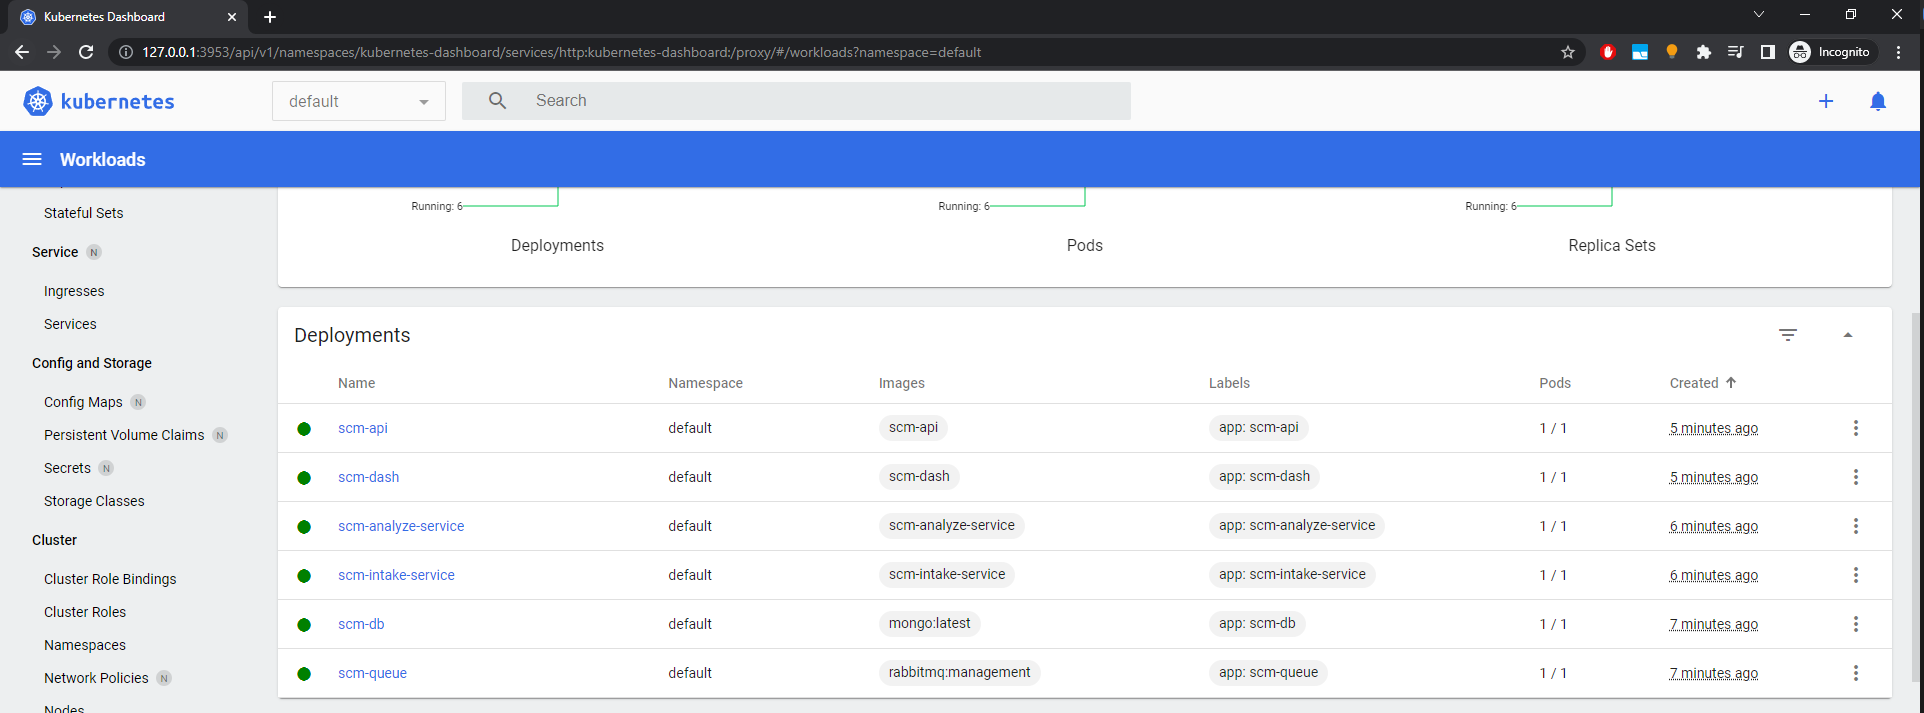 Kubernetes Dashboard
127.0.0.1:3953/api/v1/namespaces/kubernetes-dashboard/services/http:kubernetes-dashboard:/proxy/#/workloads?namespace=default
Incognito
kubernetes
default
Search
Workloads
Stateful Sets
Service N
Ingresses
Services
Config and Storage
Config Maps N
Persistent Volume Claims N
Secrets N
Storage Classes
Cluster
Cluster Role Bindings
Cluster Roles
Namespaces
Network Policies N
Nodes
Running: 6 Running: 6 Running: 6
Deployments Pods Replica Sets
Deployments
Name Namespace Images Labels Pods Created
scm-api default scm-api app: scm-api 1 / 1 5 minutes ago
scm-dash default scm-dash app: scm-dash 1 / 1 5 minutes ago
scm-analyze-service default scm-analyze-service app: scm-analyze-service 1 / 1 6 minutes ago
scm-intake-service default scm-intake-service app: scm-intake-service 1 / 1 6 minutes ago
scm-db default mongo:latest app: scm-db 1 / 1 7 minutes ago
scm-queue default rabbitmq:management app: scm-queue 1 / 1 7 minutes ago